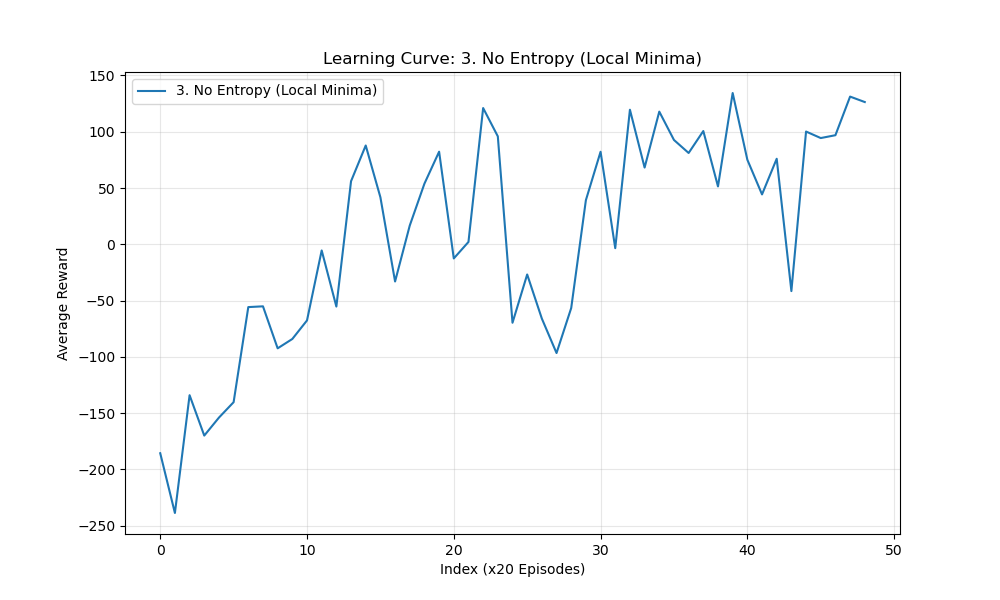 Learning Curve: 3. No Entropy (Local Minima)
3. No Entropy (Local Minima)
150
100
50
0
−50
−100
−150
−200
−250
Average Reward
0 10 20 30 40 50
Index (x20 Episodes)